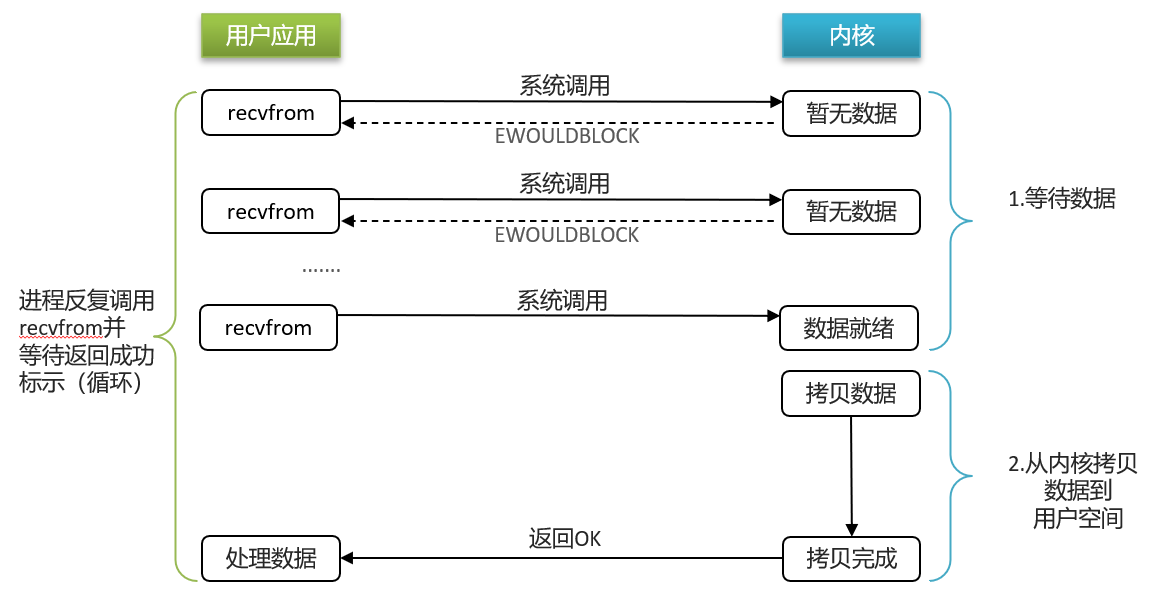 用户应用
内核
系统调用
recvfrom
暂无数据
EWOULDBLOCK
系统调用
recvfrom
暂无数据
1.等待数据
EWOULDBLOCK
.......
进程反复调用
recvfrom并
等待返回成功
标示（循环）
系统调用
recvfrom
数据就绪
拷贝数据
2.从内核拷贝
数据到
用户空间
返回OK
处理数据
拷贝完成